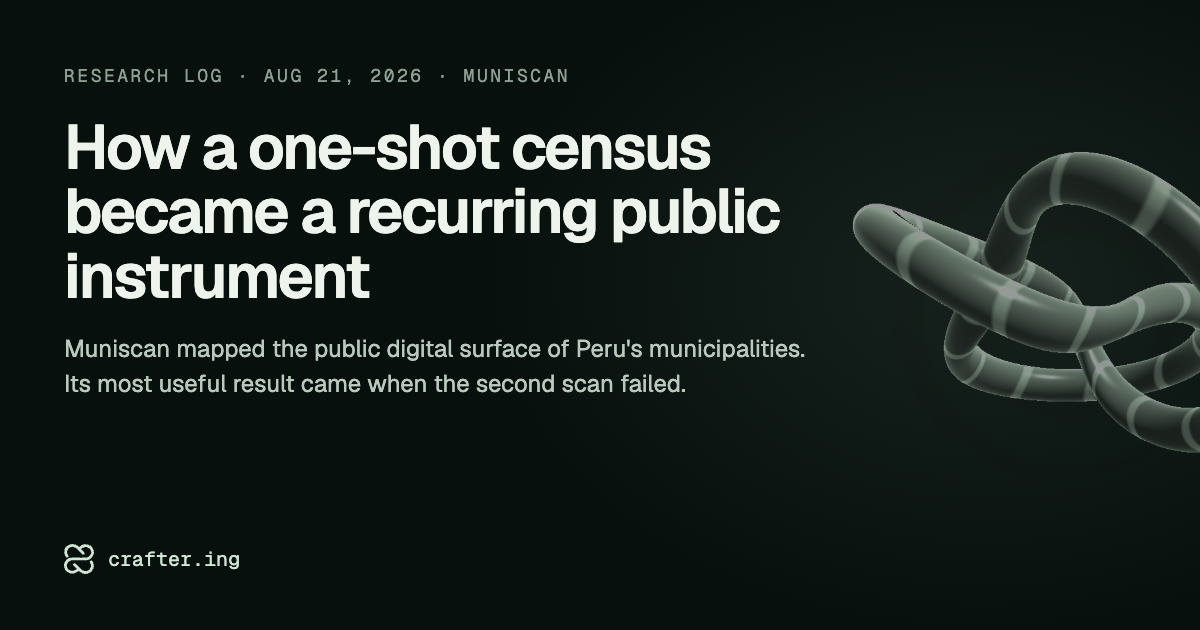 RESEARCH LOG · AUG 21, 2026 · MUNISCAN
How a one-shot census
became a recurring public
instrument
Muniscan mapped the public digital surface of Peru's municipalities.
Its most useful result came when the second scan failed.
crafter.ing